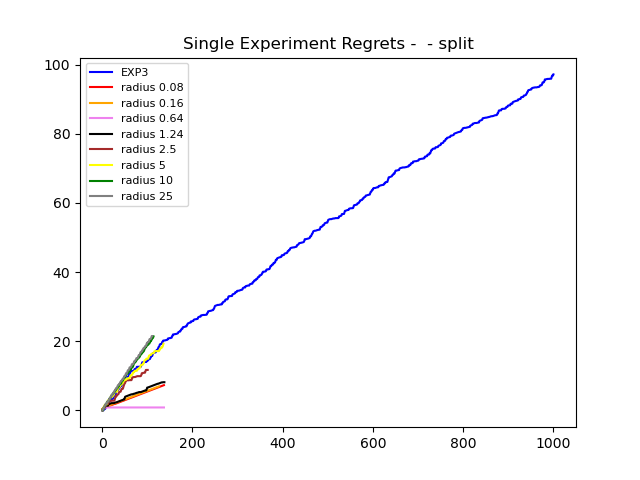 Single Experiment Regrets -  - split
EXP3
radius 0.08
radius 0.16
radius 0.64
radius 1.24
radius 2.5
radius 5
radius 10
radius 25
100
80
60
40
20
0
0 200 400 600 800 1000